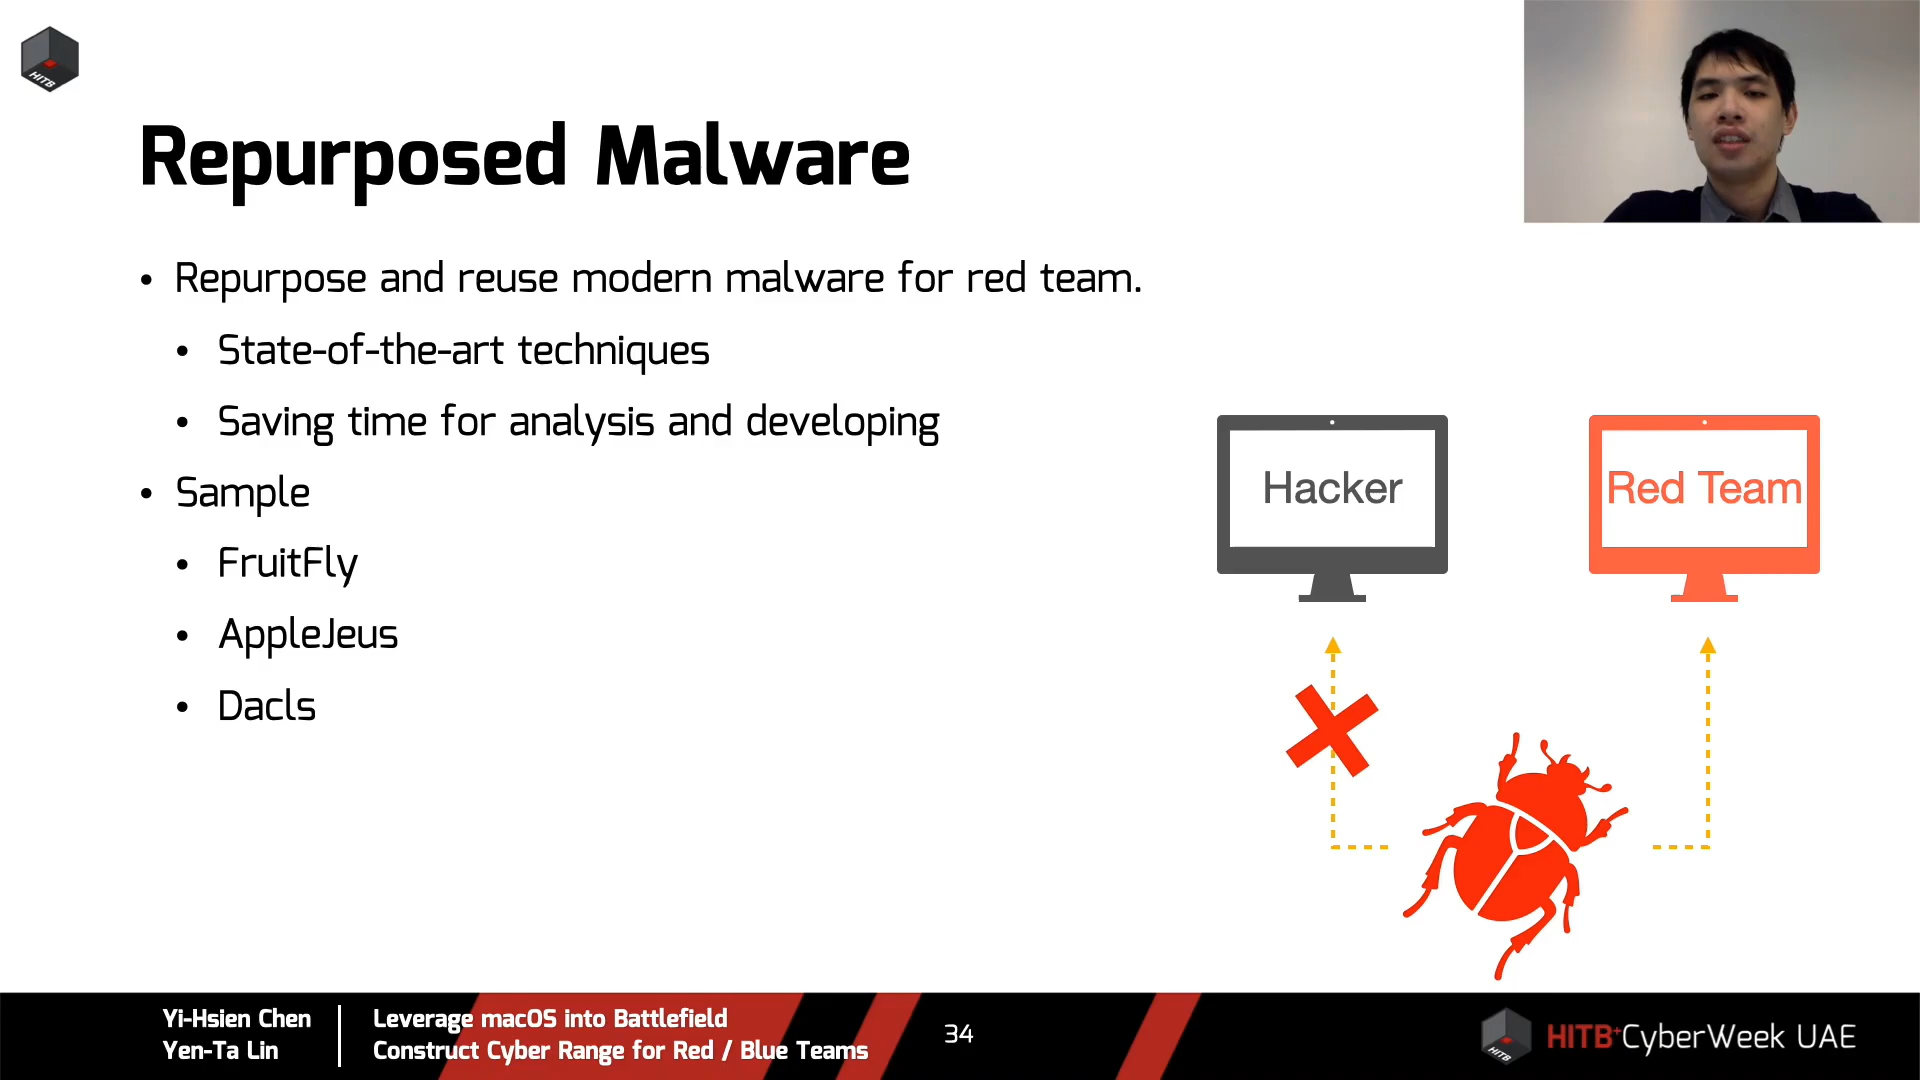 HITB
Repurposed Malware
• Repurpose and reuse modern malware for red team.
• State-of-the-art techniques
• Saving time for analysis and developing
• Sample
• FruitFly
• AppleJeus
• Dacls
Hacker
Red Team
Yi-Hsien Chen
Yen-Ta Lin
Leverage macOS into Battlefield
Construct Cyber Range for Red / Blue Teams
34
HITB
HITB+CyberWeek UAE